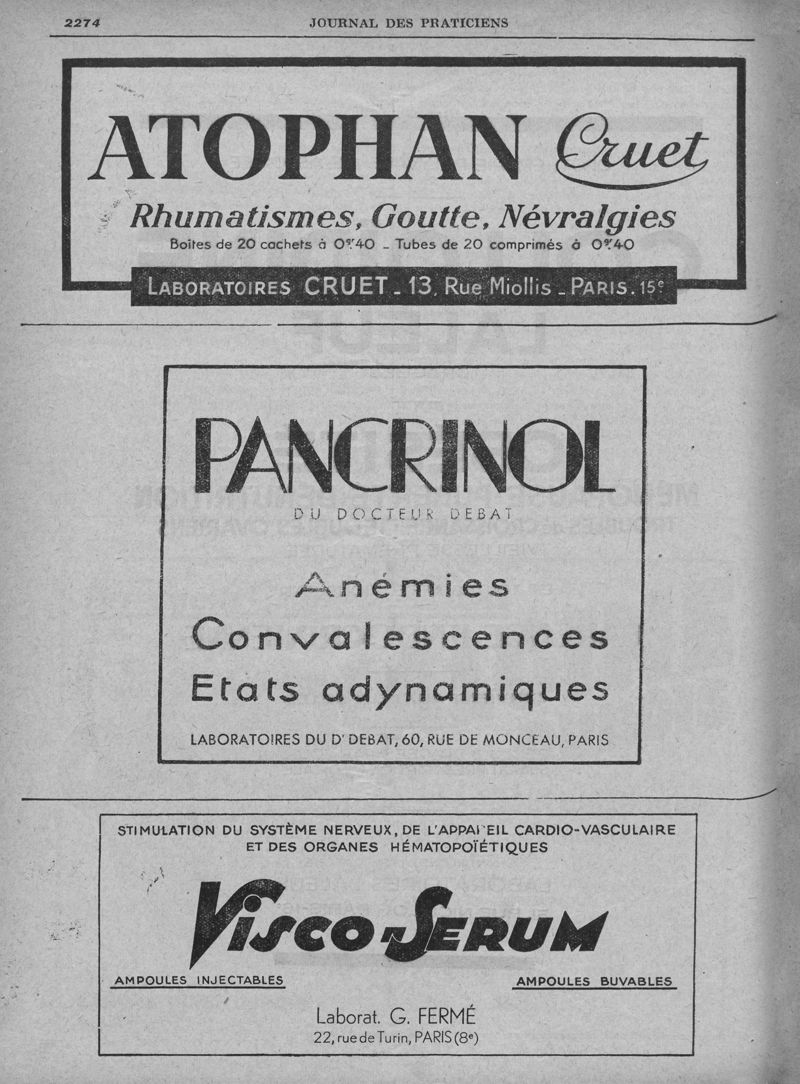 2274
JOURNAL DES PRATICIENS
ATOPHAN Cruet
Rhumatismes, Goutte, Névralgies
Boîtes de 20 cachets à 0gr.40 - Tubes de 20 comprimés à 0gr.40
LABORATOIRES CRUET - 13, Rue Miollis - PARIS. 15e
PANCRINOL
DU DOCTEUR DEBAT
Anémies
Convalescences
Etats adynamiques
LABORATOIRES DU Dr DEBAT, 60, RUE DE MONCEAU, PARIS
STIMULATION DU SYSTÈME NERVEUX, DE L'APPAREIL CARDIO-VASCULAIRE
ET DES ORGANES HÉMATOPOÏÉTIQUES
VISCO-SERUM
AMPOULES INJECTABLES AMPOULES BUVABLES
Laborat. G. FERMÉ
22, rue de Turin, PARIS (8e)